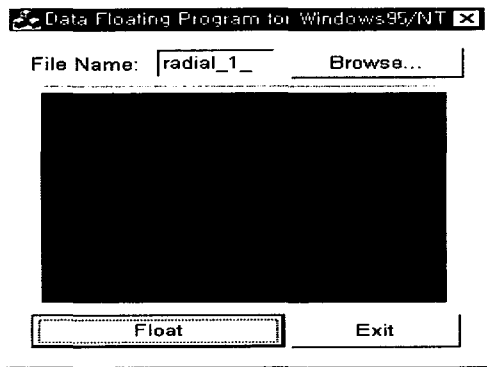 Data Floating Program for Windows95/NT
File Name: radial_1_ Browse...
Float Exit